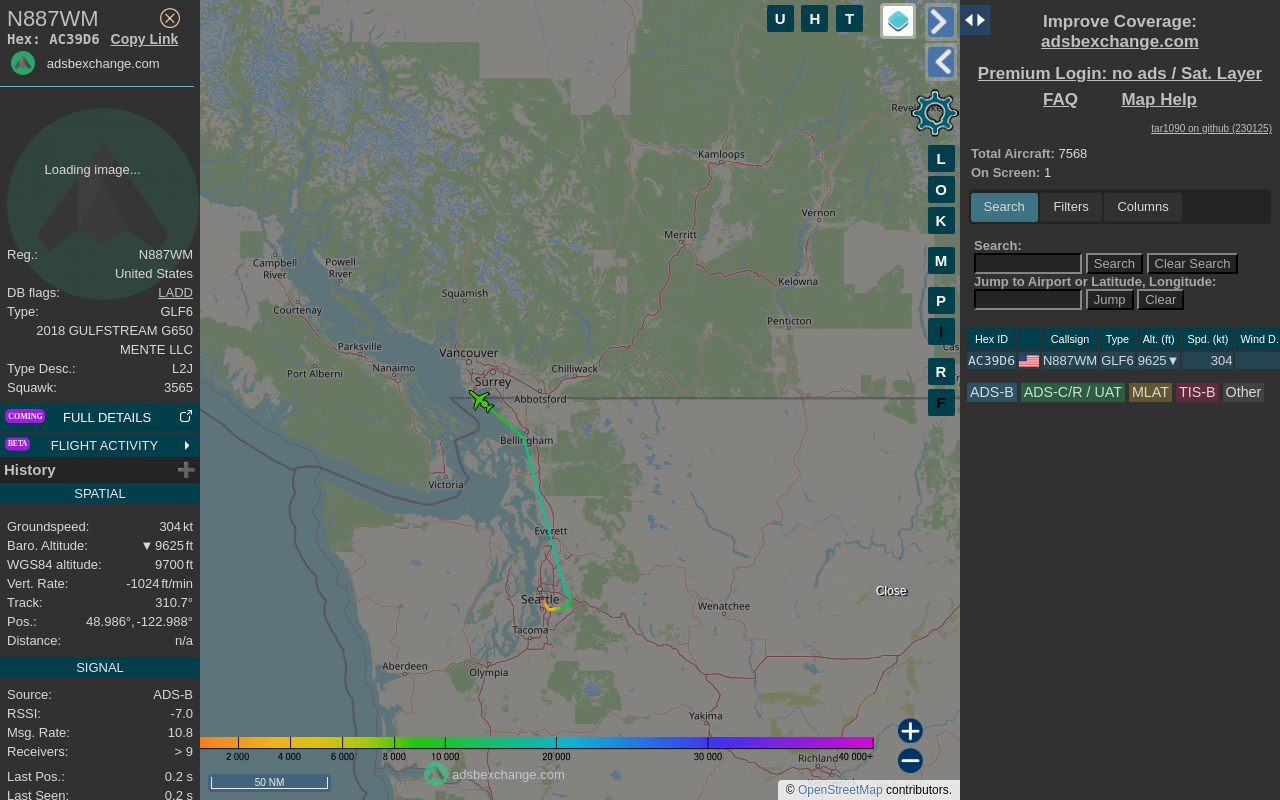 N887WM
Hex: AC39D6 Copy Link
adsbexchange.com
Loading image...
Reg.: N887WM
United States
DB flags: LADD
Type: GLF6
2018 GULFSTREAM G650
MENTE LLC
Type Desc.: L2J
Squawk: 3565
COMING FULL DETAILS
BETA FLIGHT ACTIVITY
History
SPATIAL
Groundspeed: 304 kt
Baro. Altitude: ▼ 9625 ft
WGS84 altitude: 9700 ft
Vert. Rate: -1024 ft/min
Track: 310.7°
Pos.: 48.986°, -122.988°
Distance: n/a
SIGNAL
Source: ADS-B
RSSI: -7.0
Msg. Rate: 10.8
Receivers: > 9
Last Pos.: 0.2 s
Last Seen: 0.2 s
U H T
L
O
K
M
P
I
R
F
Kamloops
Vernon
Merritt
Campbell
River
Powell
River
Squamish
Kelowna
Courtenay
Penticton
Parksville
Vancouver
Nanaimo
Port Alberni
Surrey
Chilliwack
Abbotsford
Bellingham
Victoria
Everett
Seattle
Close
Wenatchee
Tacoma
Aberdeen
Olympia
Yakima
Richland
2 000 4 000 6 000 8 000 10 000 20 000 30 000 40 000+
50 NM
adsbexchange.com
© OpenStreetMap contributors.
Improve Coverage:
adsbexchange.com
Premium Login: no ads / Sat. Layer
FAQ Map Help
tar1090 on github (230125)
Total Aircraft: 7568
On Screen: 1
Search Filters Columns
Search:
Search Clear Search
Jump to Airport or Latitude, Longitude:
Jump Clear
Hex ID Callsign Type Alt. (ft) Spd. (kt) Wind D.
AC39D6 N887WM GLF6 9625▼ 304
ADS-B ADS-C/R / UAT MLAT TIS-B Other